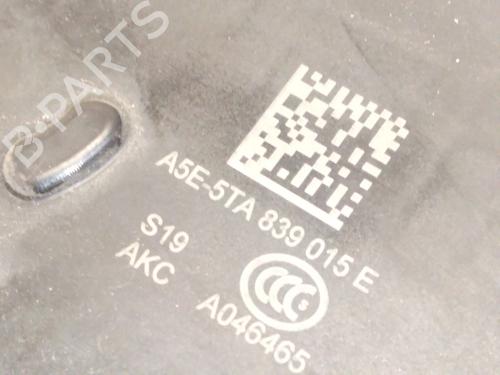 B-PARTS
A5E-5TA 839 015 E
S19
AKC
CCC
A046465